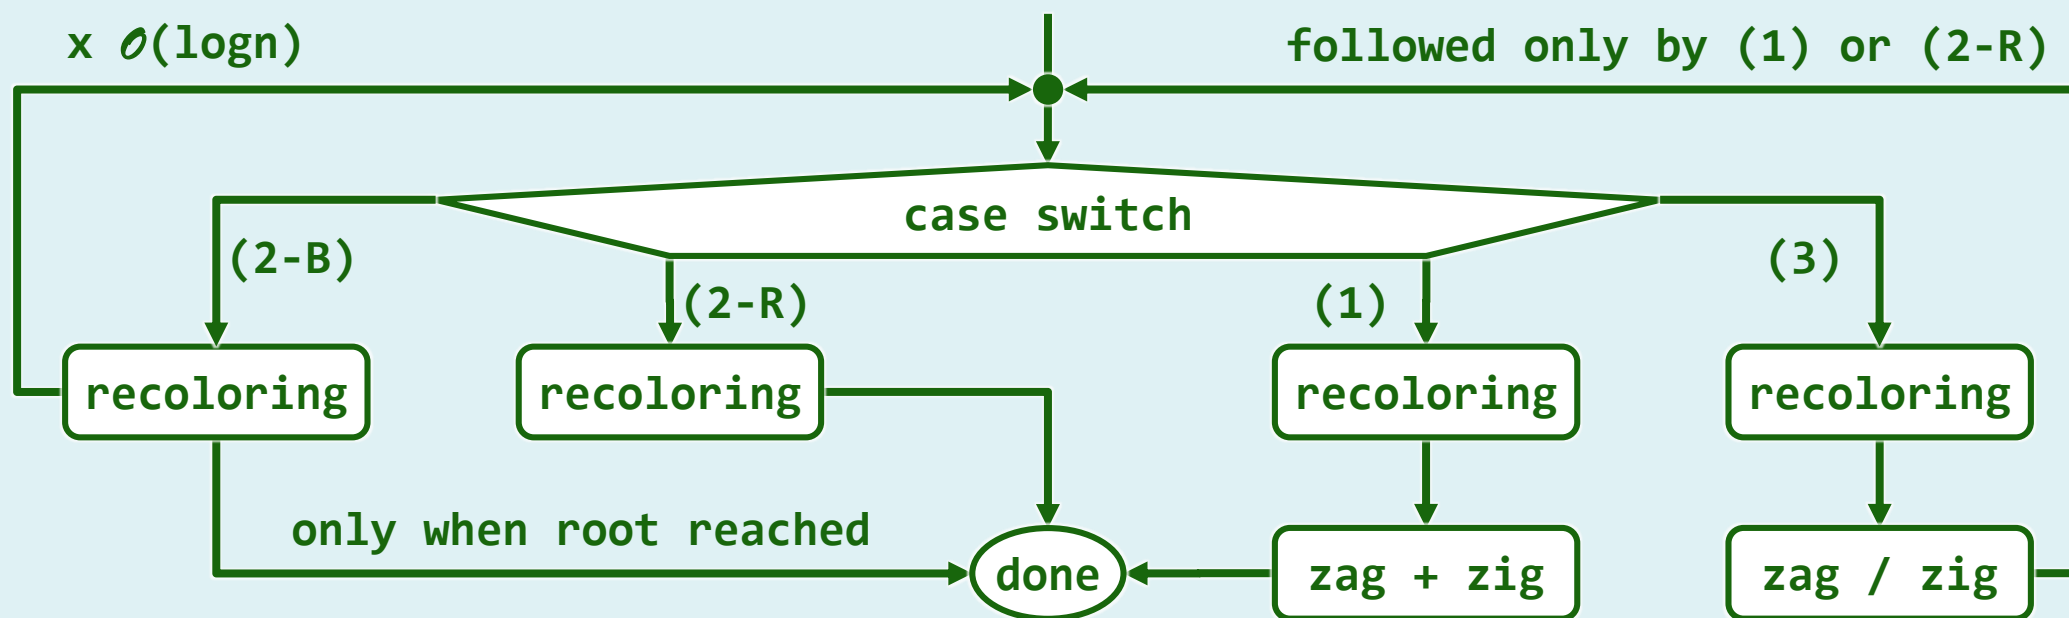 x 𝒪(logn)
followed only by (1) or (2-R)
case switch
(2-B)
(3)
(2-R)
(1)
recoloring
recoloring
recoloring
recoloring
only when root reached
done
zag + zig
zag / zig